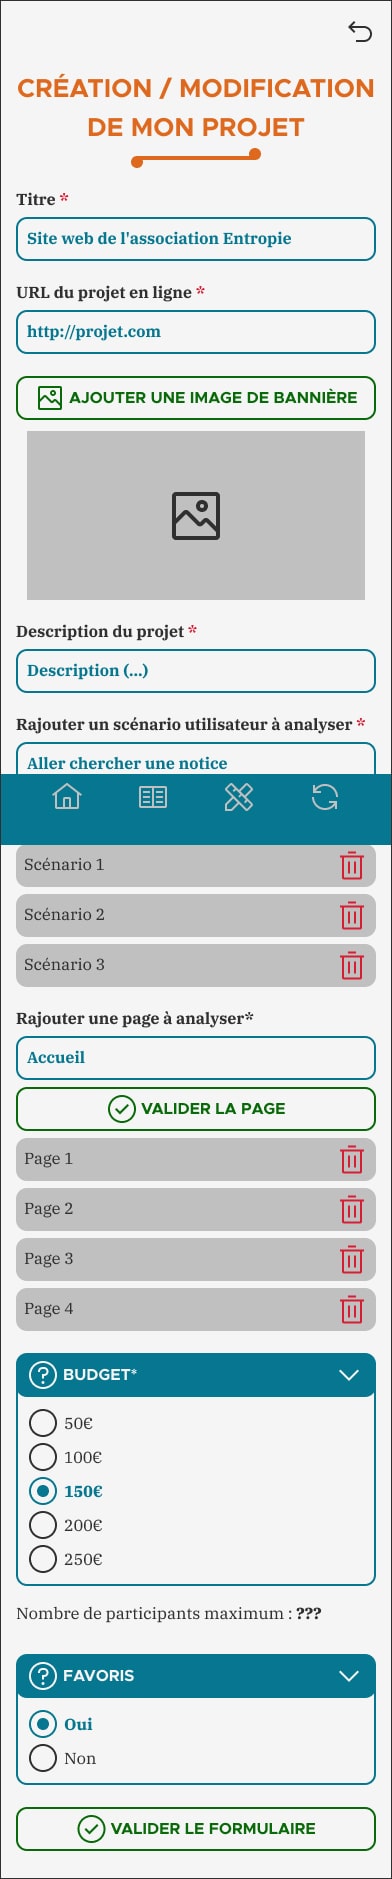 CRÉATION / MODIFICATION
DE MON PROJET
Titre *
Site web de l'association Entropie
URL du projet en ligne *
http://projet.com
AJOUTER UNE IMAGE DE BANNIÈRE
Description du projet *
Description (...)
Rajouter un scénario utilisateur à analyser *
Aller chercher une notice
Scénario 1
Scénario 2
Scénario 3
Rajouter une page à analyser*
Accueil
VALIDER LA PAGE
Page 1
Page 2
Page 3
Page 4
? BUDGET*
50€
100€
150€
200€
250€
Nombre de participants maximum : ???
? FAVORIS
Oui
Non
VALIDER LE FORMULAIRE